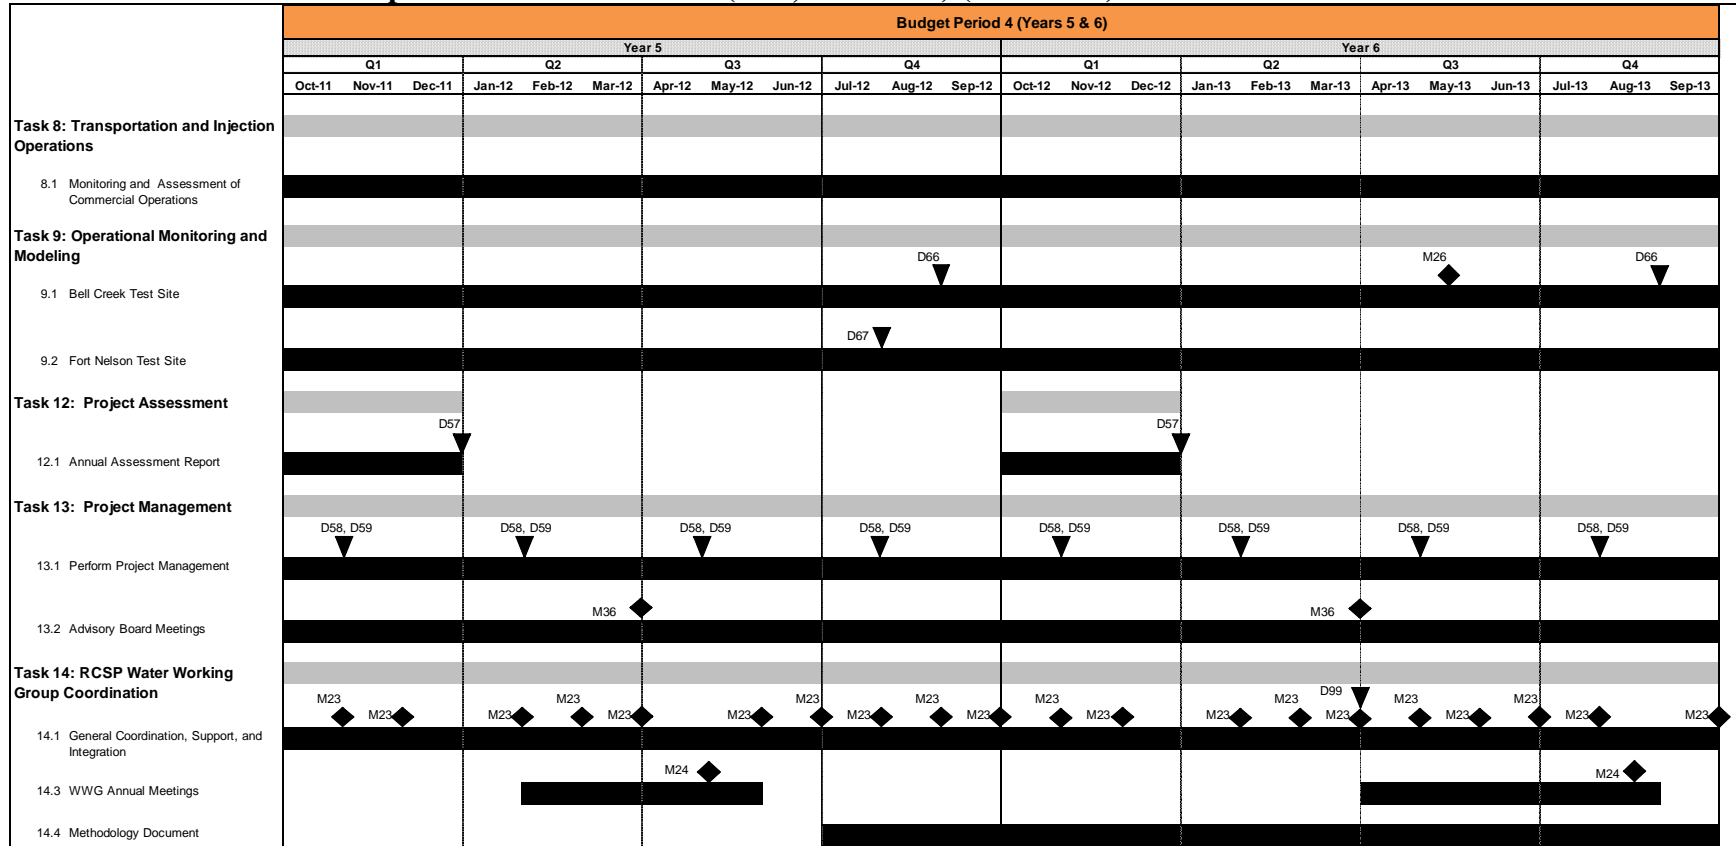 Budget Period 4 (Years 5 & 6)
Year 5 Year 6
Q1 Q2 Q3 Q4 Q1 Q2 Q3 Q4
Oct-11 Nov-11 Dec-11 Jan-12 Feb-12 Mar-12 Apr-12 May-12 Jun-12 Jul-12 Aug-12 Sep-12 Oct-12 Nov-12 Dec-12 Jan-13 Feb-13 Mar-13 Apr-13 May-13 Jun-13 Jul-13 Aug-13 Sep-13
Task 8: Transportation and Injection
Operations
8.1 Monitoring and Assessment of
Commercial Operations
Task 9: Operational Monitoring and
Modeling
D66 M26 D66
9.1 Bell Creek Test Site
D67
9.2 Fort Nelson Test Site
Task 12: Project Assessment
D57 D57
12.1 Annual Assessment Report
Task 13: Project Management
D58, D59 D58, D59 D58, D59 D58, D59 D58, D59 D58, D59 D58, D59 D58, D59
13.1 Perform Project Management
M36 M36
13.2 Advisory Board Meetings
Task 14: RCSP Water Working
Group Coordination
D99
M23 M23 M23 M23 M23 M23 M23 M23
M23 M23 M23 M23 M23 M23 M23 M23 M23 M23 M23 M23
14.1 General Coordination, Support, and
Integration
M24 M24
14.3 WWG Annual Meetings
14.4 Methodology Document